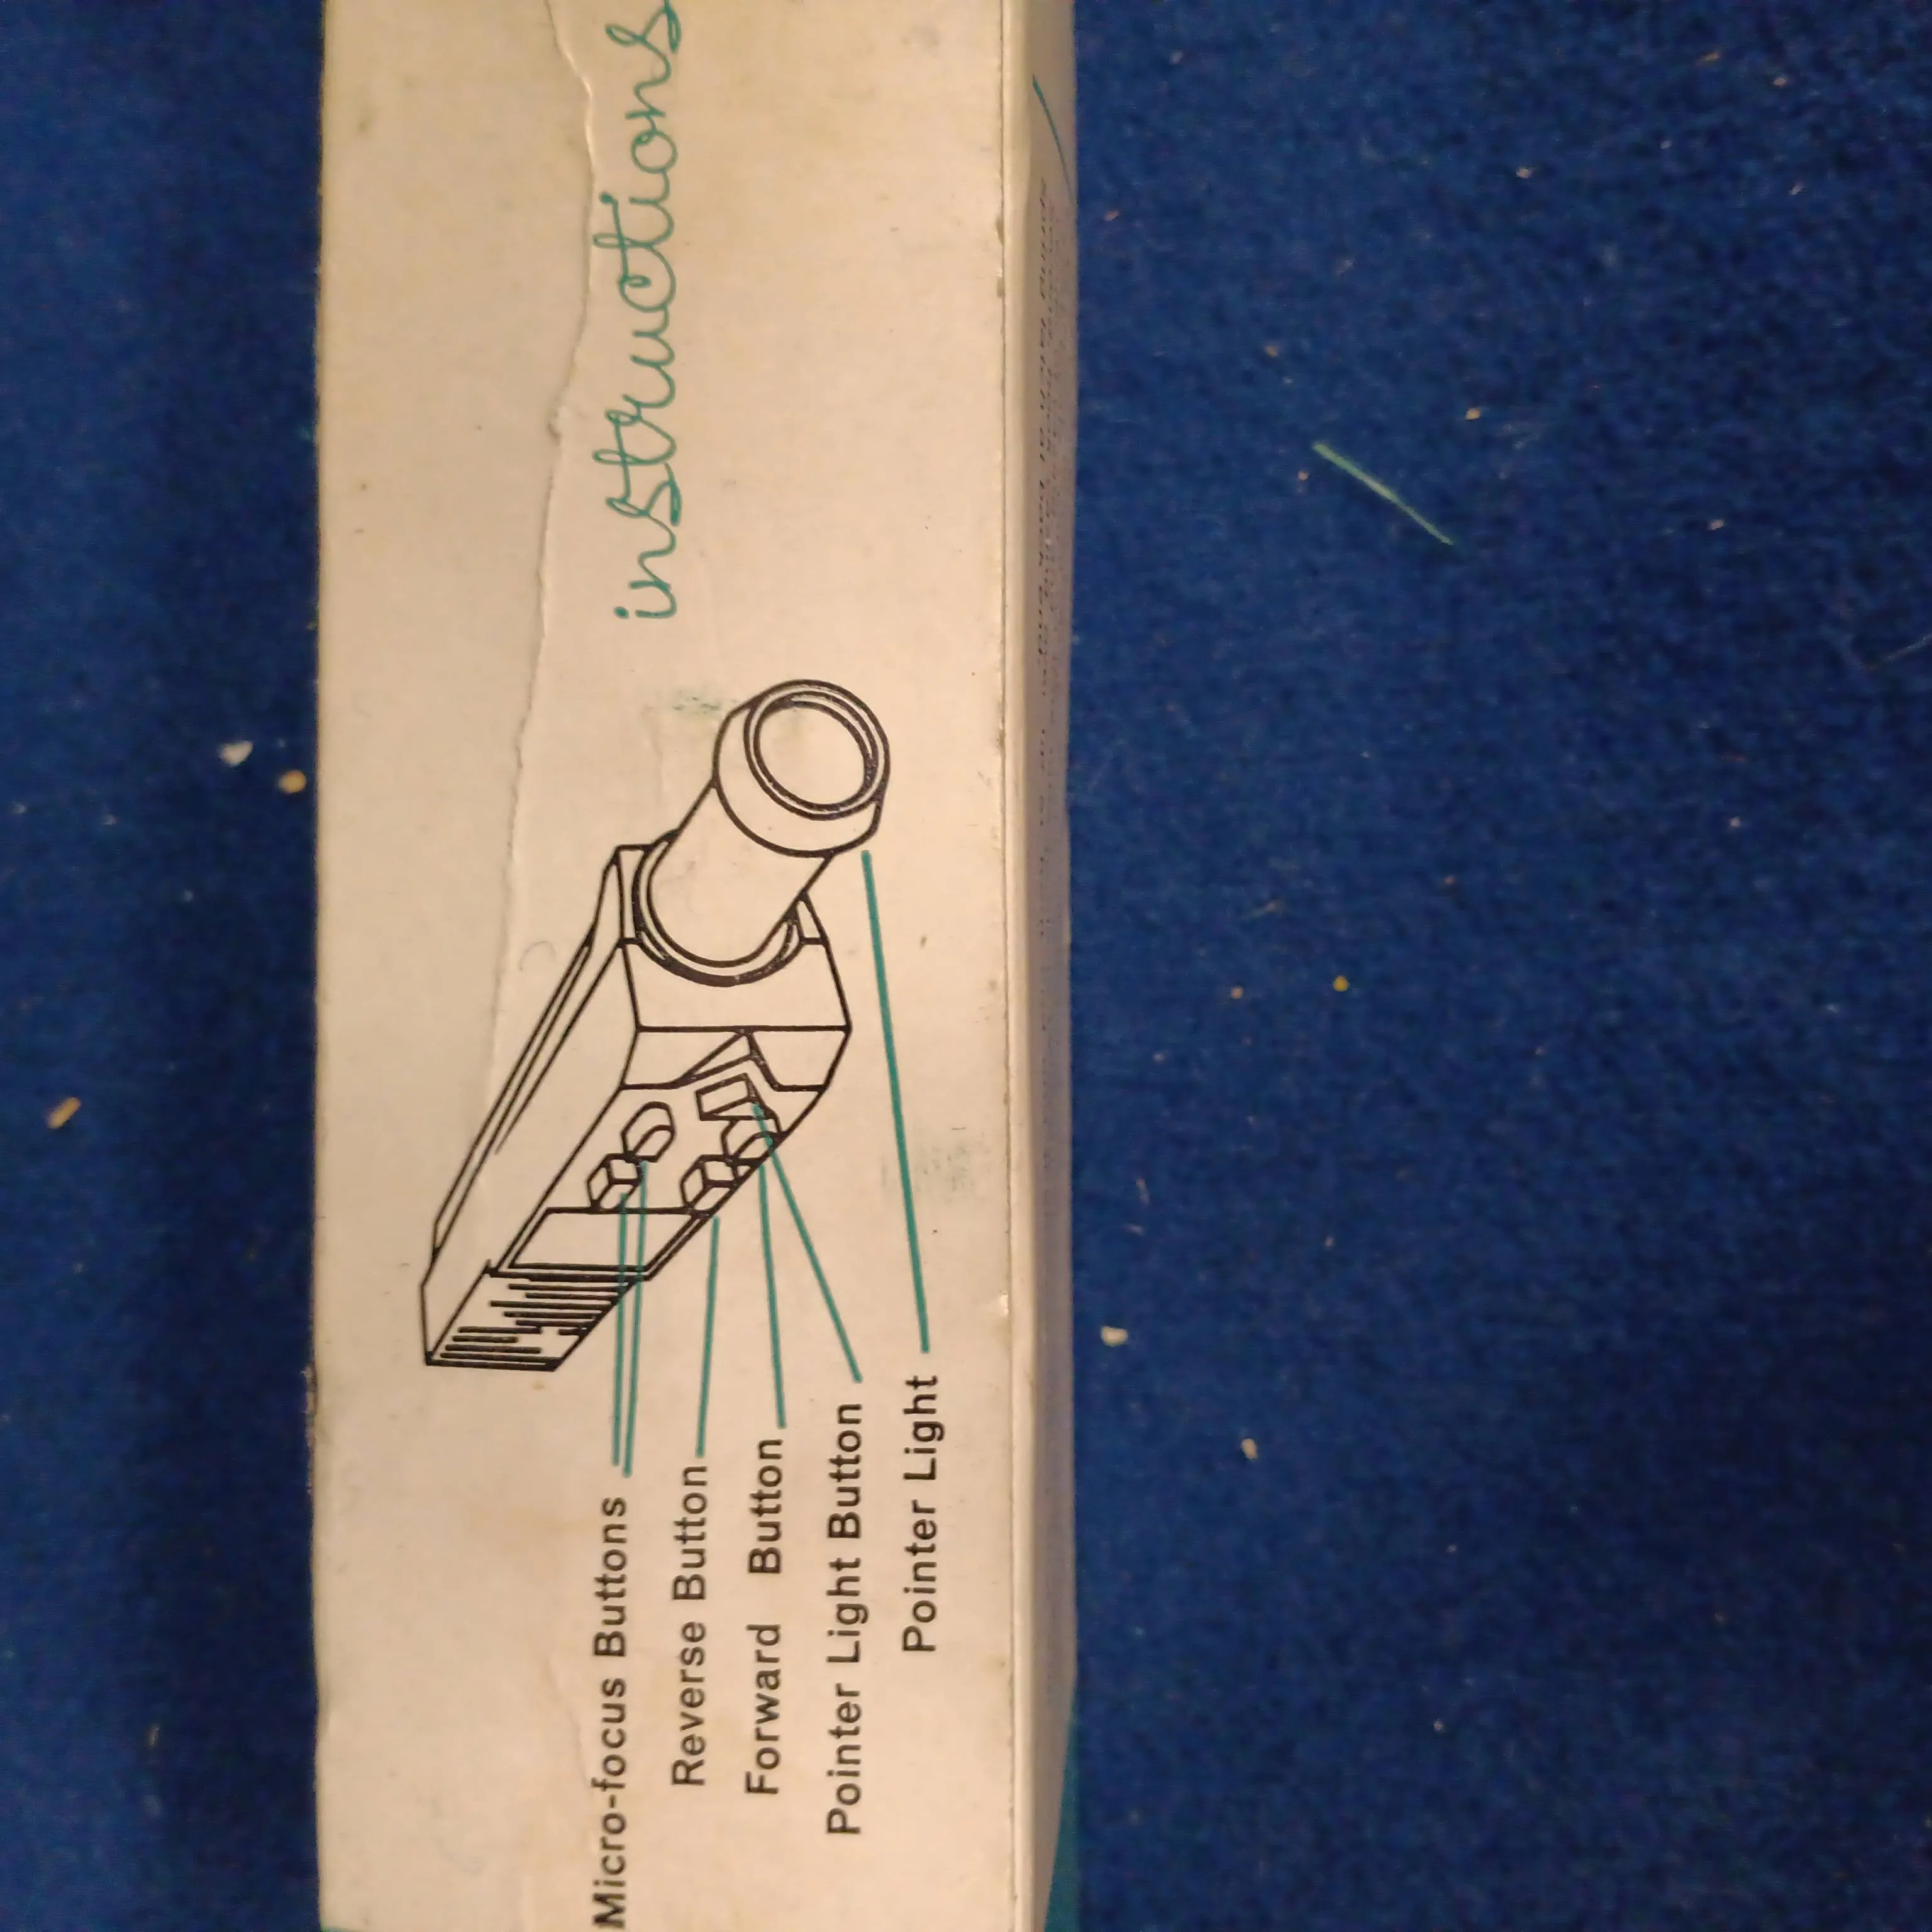 Micro-focus Buttons
Reverse Button
Forward Button
Pointer Light Button
Pointer Light
instructions